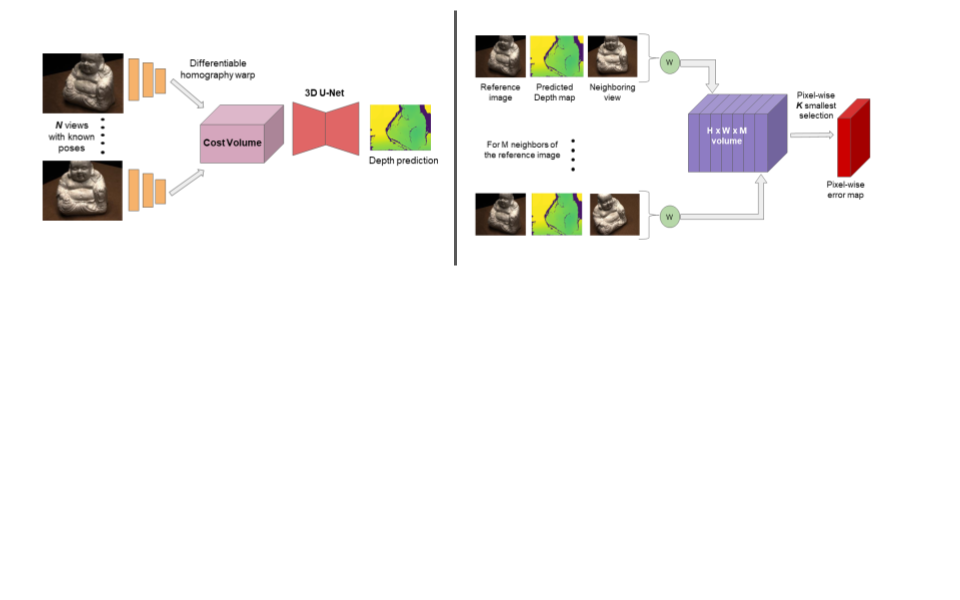 Differentiable
homography warp
N views
with known
poses
Cost Volume
3D U-Net
Depth prediction
Reference
image
Predicted
Depth map
Neighboring
view
W
For M neighbors of
the reference image
H x W x M
volume
Pixel-wise
K smallest
selection
Pixel-wise
error map
W